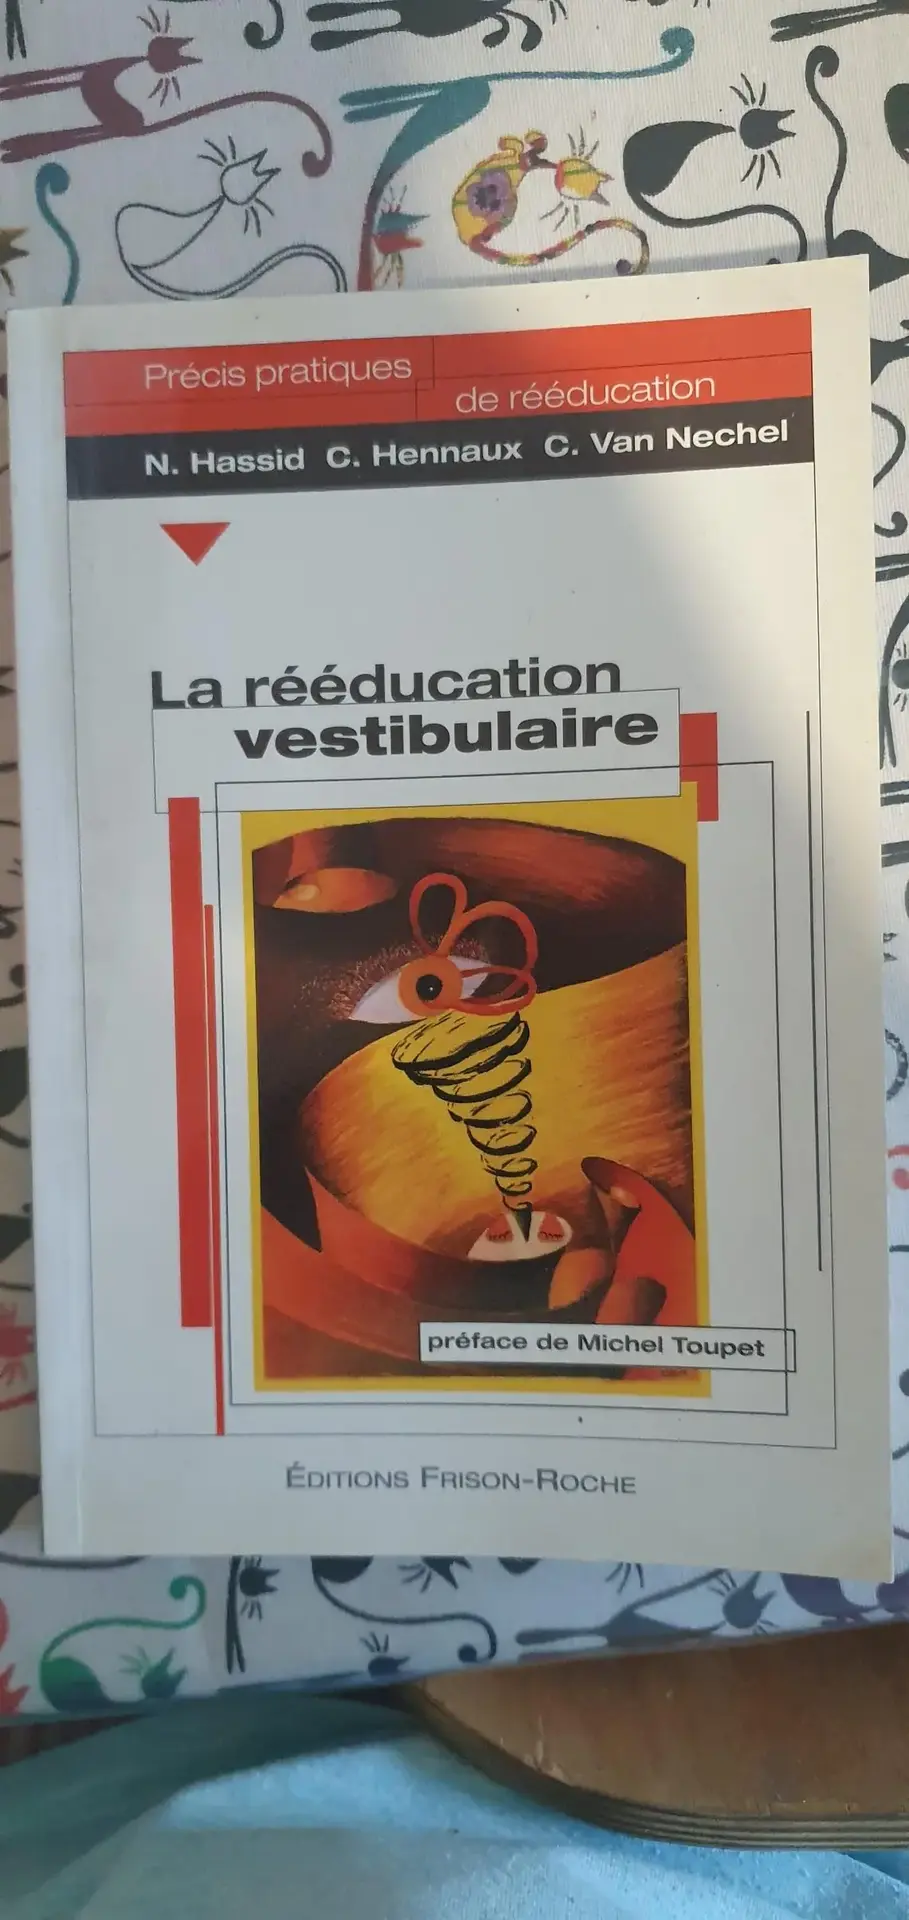 Précis pratiques
de rééducation
N. Hassid C. Hennaux C. Van Nechel
La rééducation
vestibulaire
préface de Michel Toupet
ÉDITIONS FRISON-ROCHE